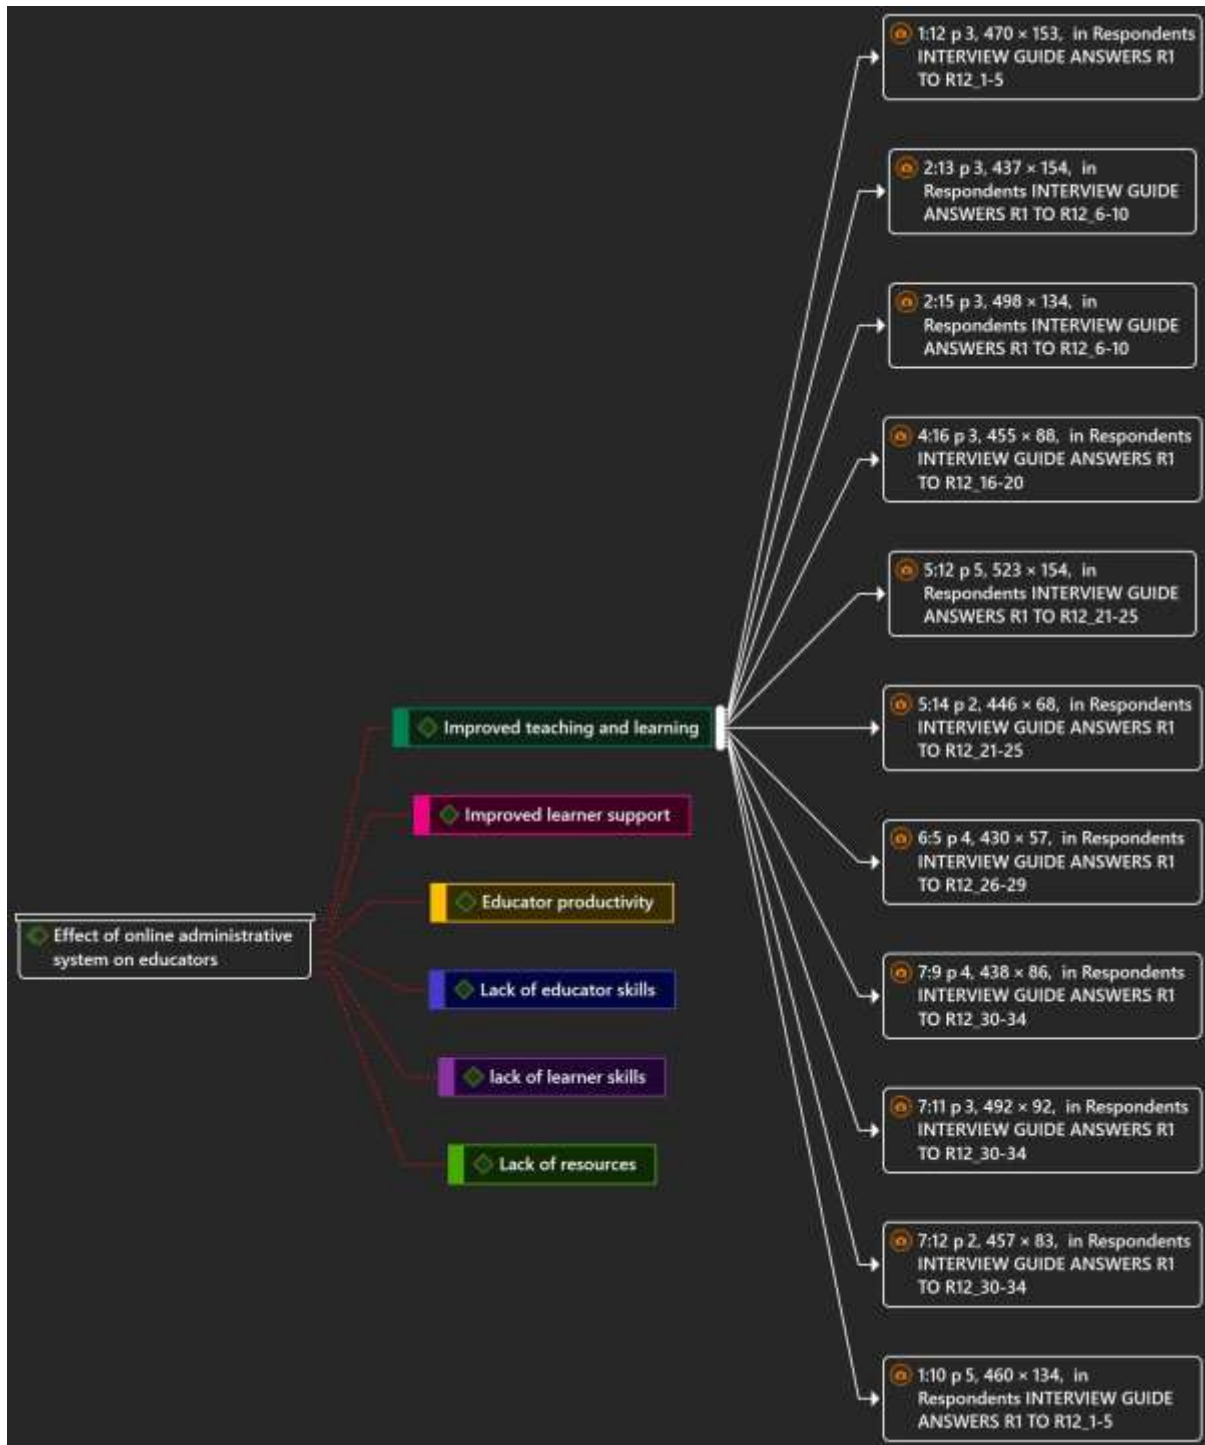 Effect of online administrative
system on educators
Improved teaching and learning
Improved learner support
Educator productivity
Lack of educator skills
lack of learner skills
Lack of resources
1:12 p 3, 470 × 153, in Respondents
INTERVIEW GUIDE ANSWERS R1
TO R12_1-5
2:13 p 3, 437 × 154, in
Respondents INTERVIEW GUIDE
ANSWERS R1 TO R12_6-10
2:15 p 3, 498 × 134, in
Respondents INTERVIEW GUIDE
ANSWERS R1 TO R12_6-10
4:16 p 3, 455 × 88, in Respondents
INTERVIEW GUIDE ANSWERS R1
TO R12_16-20
5:12 p 5, 523 × 154, in
Respondents INTERVIEW GUIDE
ANSWERS R1 TO R12_21-25
5:14 p 2, 446 × 68, in Respondents
INTERVIEW GUIDE ANSWERS R1
TO R12_21-25
6:5 p 4, 430 × 57, in Respondents
INTERVIEW GUIDE ANSWERS R1
TO R12_26-29
7:9 p 4, 438 × 86, in Respondents
INTERVIEW GUIDE ANSWERS R1
TO R12_30-34
7:11 p 3, 492 × 92, in Respondents
INTERVIEW GUIDE ANSWERS R1
TO R12_30-34
7:12 p 2, 457 × 83, in Respondents
INTERVIEW GUIDE ANSWERS R1
TO R12_30-34
1:10 p 5, 460 × 134, in
Respondents INTERVIEW GUIDE
ANSWERS R1 TO R12_1-5